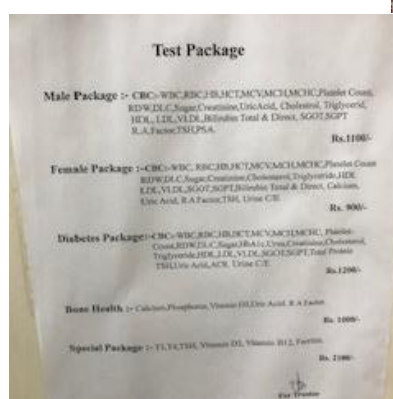 Test Package
Male Package :- CBC:-WBC,RBC,HB,HCT,MCV,MCH,MCHC,Platelet Count,
RDW,DLC,Sugar,Creatinine,UricAcid, Cholestrol, Triglycerid,
HDL, LDL,VLDL,Bilirubin Total & Direct, SGOT,SGPT
R.A.Factor,TSH,PSA.
Rs.1100/-
Female Package :-CBC:-WBC, RBC,HB,HCT,MCV,MCH,MCHC,Platelet Count
RDW,DLC,Sugar,Creatinine,Cholesterol,Triglyceride,HDL
LDL,VLDL,SGOT,SGPT,Bilirubin Total & Direct, Calcium,
Uric Acid, R.A Factor,TSH, Urine C/E.
Rs. 900/-
Diabetes Package:-CBC:-WBC,RBC,HB,HCT,MCV,MCH,MCHC, Platelet
Count,RDW,DLC,Sugar,HbA1c,Urea,Creatinine,Cholesterol,
Triglyceride,HDL,LDL,VLDL,SGOT,SGPT,Total Protein
TSH,Uric Acid,ACR, Urine C/E.
Rs.1200/-
Bone Health :- Calcium,Phosphorus, Vitamin D3,Uric Acid, R A Factor
Rs. 1000/-
Special Package :- T3,T4,TSH, Vitamin D3, Vitamin B12, Ferritin.
Rs. 2100/-
For Trustee